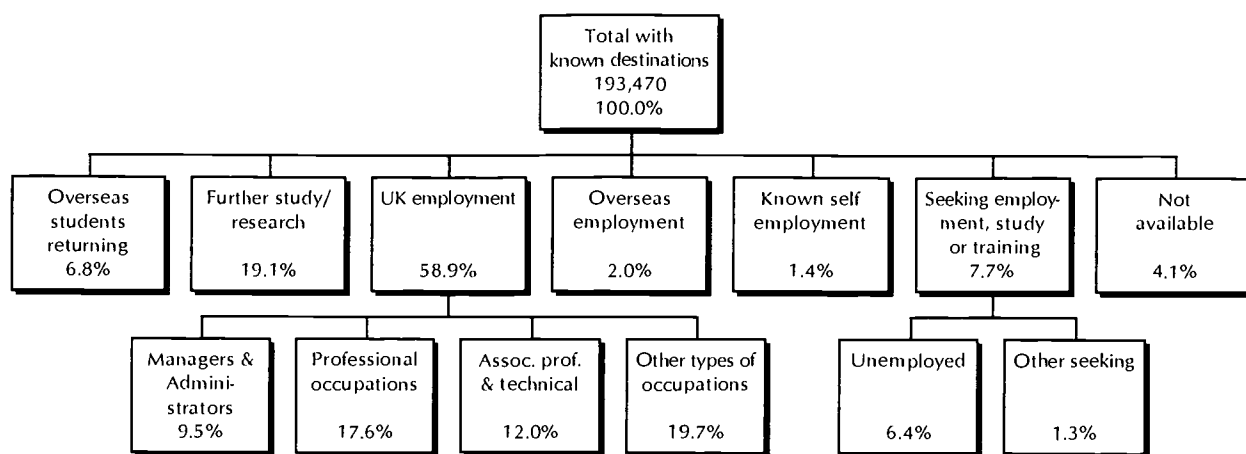 Total with
known destinations
193,470
100.0%
Overseas
students
returning
6.8%
Further study/
research
19.1%
UK employment
58.9%
Overseas
employment
2.0%
Known self
employment
1.4%
Seeking employ-
ment, study
or training
7.7%
Not
available
4.1%
Managers &
Admini-
strators
9.5%
Professional
occupations
17.6%
Assoc. prof.
& technical
12.0%
Other types of
occupations
19.7%
Unemployed
6.4%
Other seeking
1.3%